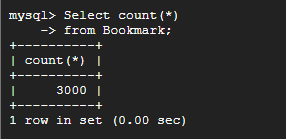 mysql> Select count(*)
    -> from Bookmark;
+----------+
| count(*) |
+----------+
|     3000 |
+----------+
1 row in set (0.00 sec)